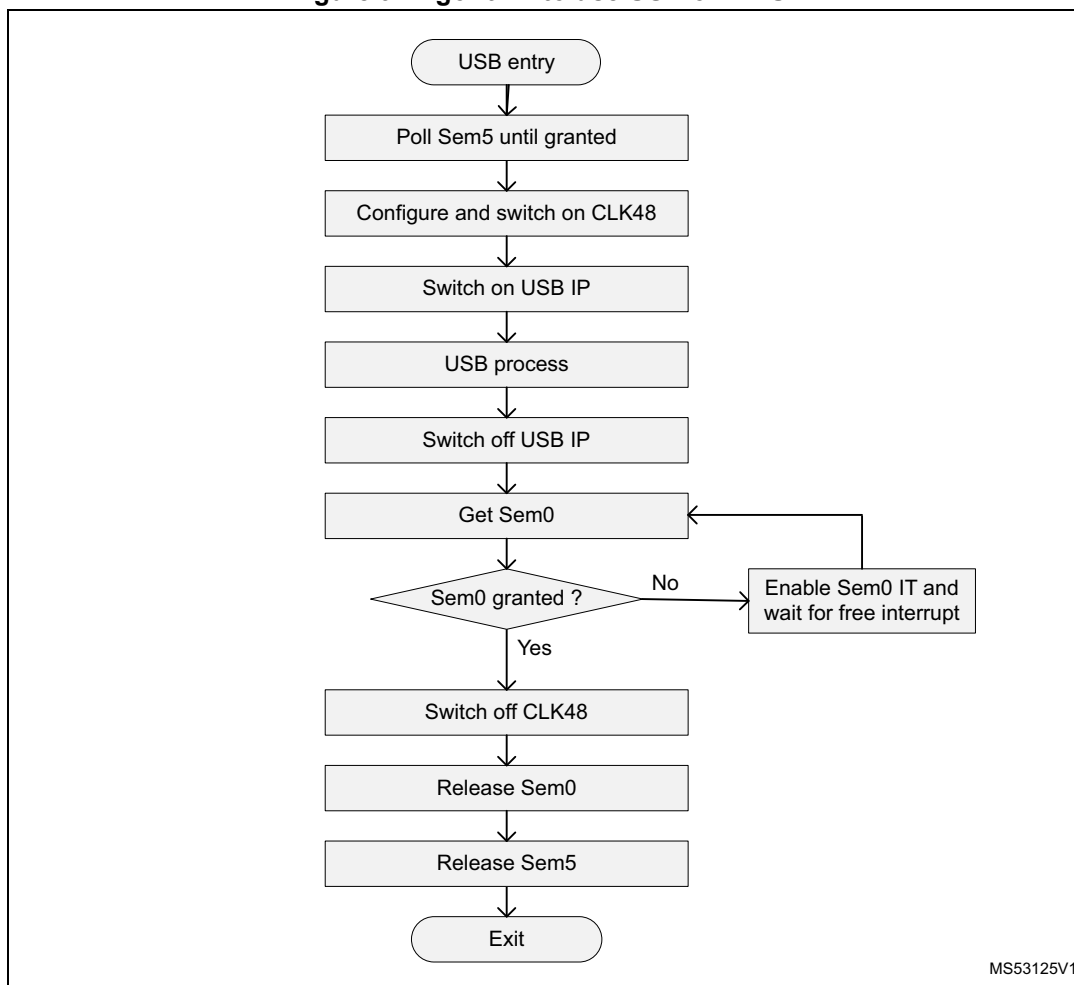 USB entry
Poll Sem5 until granted
Configure and switch on CLK48
Switch on USB IP
USB process
Switch off USB IP
Get Sem0
Sem0 granted ?
No
Enable Sem0 IT and
wait for free interrupt
Yes
Switch off CLK48
Release Sem0
Release Sem5
Exit
MS53125V1